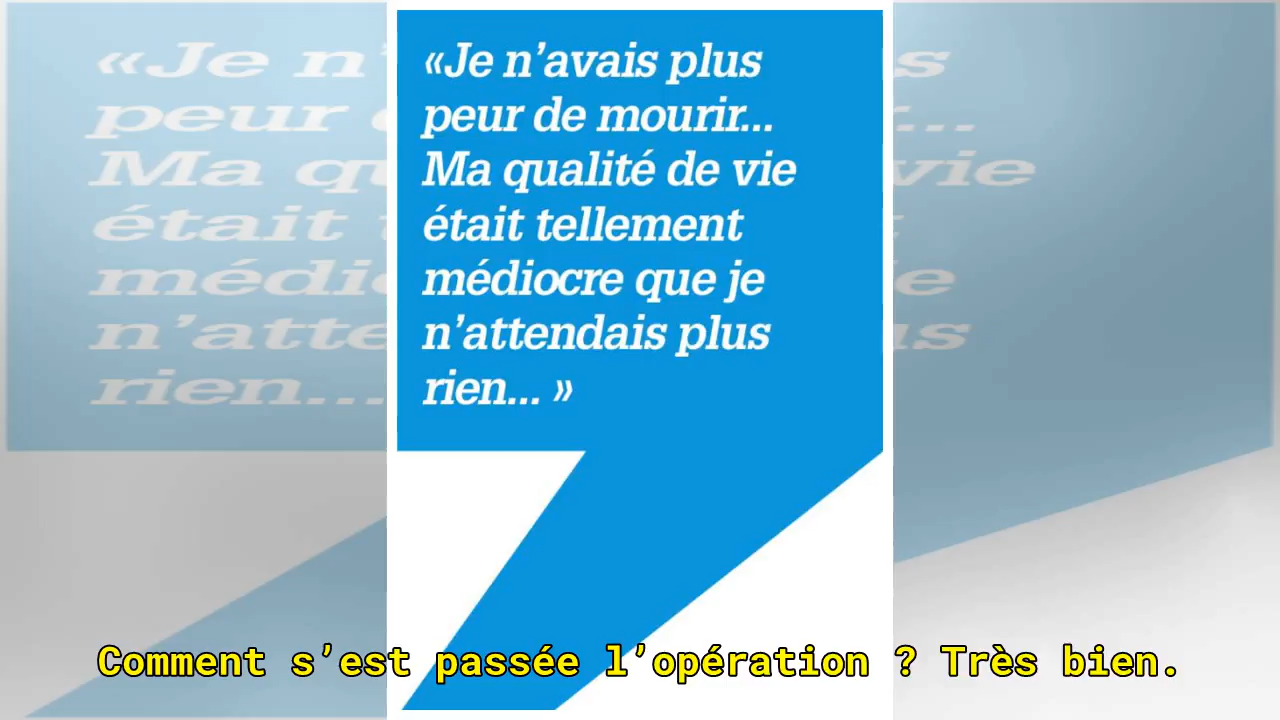 «Je n’avais plus
peur de mourir...
Ma qualité de vie
était tellement
médiocre que je
n’attendais plus
rien... »
Comment s’est passée l’opération ? Très bien.